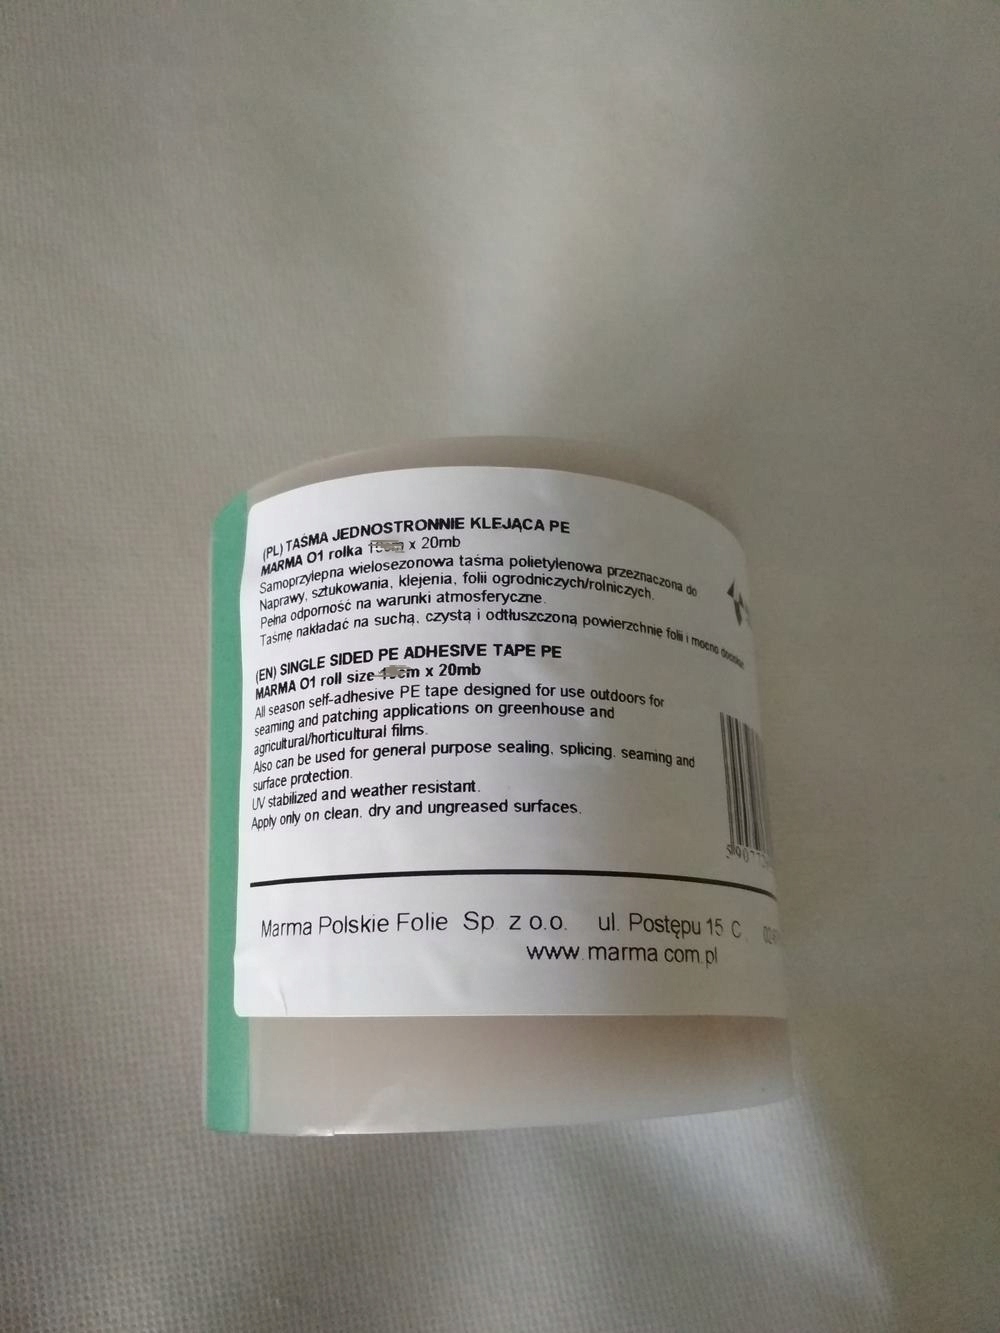 (PL) TAŚMA JEDNOSTRONNIE KLEJĄCA PE
MARMA O1 rolka x 20mb
Samoprzylepna wielosezonowa taśma polietylenowa przeznaczona do
Naprawy, sztukowania, klejenia, folii ogrodniczych/rolniczych.
Pełna odporność na warunki atmosferyczne.
Taśmę nakładać na suchą, czystą i odtłuszczoną powierzchnię folii i mocno
(EN) SINGLE SIDED PE ADHESIVE TAPE PE
MARMA O1 roll size x 20mb
All season self-adhesive PE tape designed for use outdoors for
seaming and patching applications on greenhouse and
agricultural/horticultural films.
Also can be used for general purpose sealing, splicing, seaming and
surface protection.
UV stabilized and weather resistant.
Apply only on clean, dry and ungreased surfaces.
Marma Polskie Folie Sp. z o.o. ul. Postępu 15 C
www.marma.com.pl